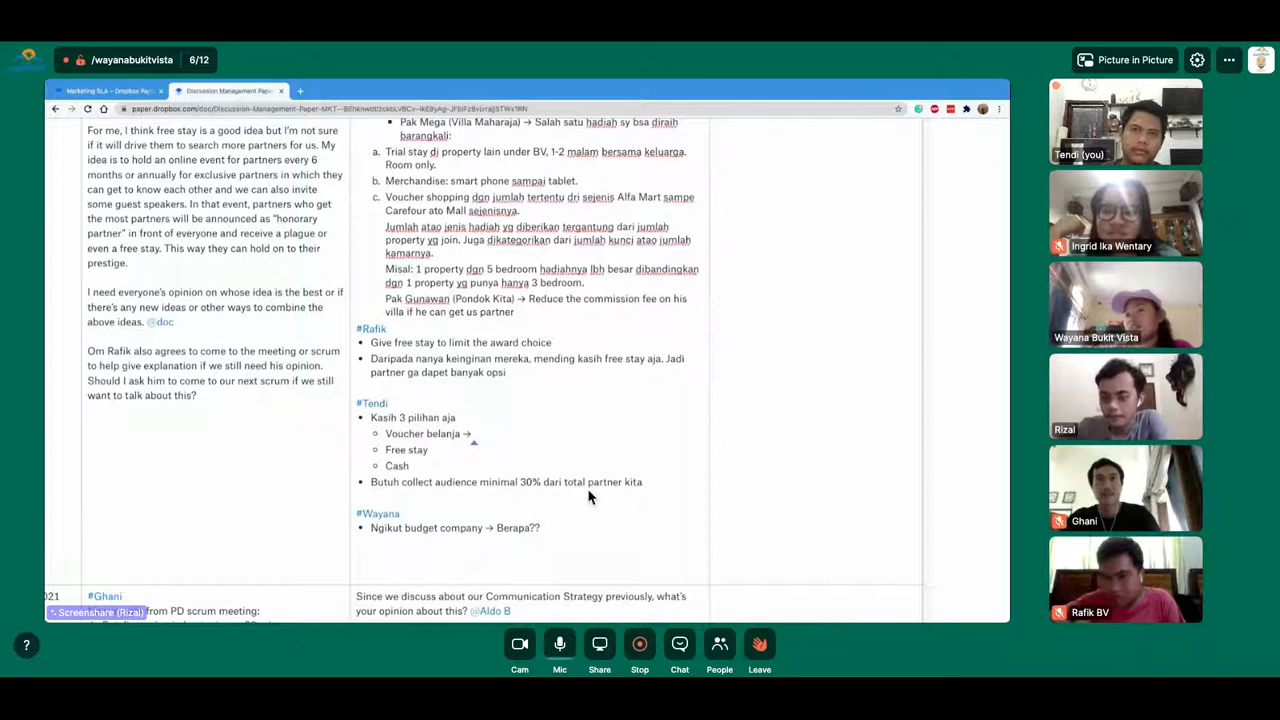 /wayanabukitvista 6/12
Picture in Picture
Marketing SLA – Dropbox Pap
Discussion Management Pape
For me, I think free stay is a good idea but I'm not sure
if it will drive them to search more partners for us. My
idea is to hold an online event for partners every 6
months or annually for exclusive partners in which they
can get to know each other and we can also invite
some guest speakers. In that event, partners who get
the most partners will be announced as "honorary
partner" in front of everyone and receive a plague or
even a free stay. This way they can hold on to their
prestige.
I need everyone's opinion on whose idea is the best or if
there's any new ideas or other ways to combine the
above ideas. @doc
Om Rafik also agrees to come to the meeting or scrum
to help give explanation if we still need his opinion.
Should I ask him to come to our next scrum if we still
want to talk about this?
Pak Mega (Villa Maharaja) → Salah satu hadiah sy bsa diraih
barangkali:
a. Trial stay dj property lain under BV, 1-2 malam bersama keluarga.
Room only.
b. Merchandise: smart phone sampai tablet.
c. Voucher shopping dgn jumlah tertentu dri sejenis Alfa Mart sampe
Carefour ato Mall sejenisnya.
Jumlah atao jenis hadiah yg diberikan tergantung dari jumlah
property yg join. Juga dikategorikan dari jumlah kunci atao jumlah
kamarnya.
Misal: 1 property dgn 5 bedroom hadiahnya lbh besar dibandingkan
dgn 1 property yg punya hanya 3 bedroom.
Pak Gunawan (Pondok Kita) → Reduce the commission fee on his
villa if he can get us partner
#Rafik
Give free stay to limit the award choice
Daripada nanya keinginan mereka, mending kasih free stay aja. Jadi
partner ga dapet banyak opsi
#Tendi
Kasih 3 pilihan aja
Voucher belanja →
Free stay
Cash
Butuh collect audience minimal 30% dari total partner kita
#Wayana
Ngikut budget company → Berapa??
021
#Ghani
from PD scrum meeting:
Since we discuss about our Communication Strategy previously, what's
your opinion about this? @Aldo B
Screenshare (Rizal)
Tendi (you)
Ingrid Ika Wentary
Wayana Bukit Vista
Rizal
Ghani
Rafik BV
?
Cam
Mic
Share
Stop
Chat
People
Leave